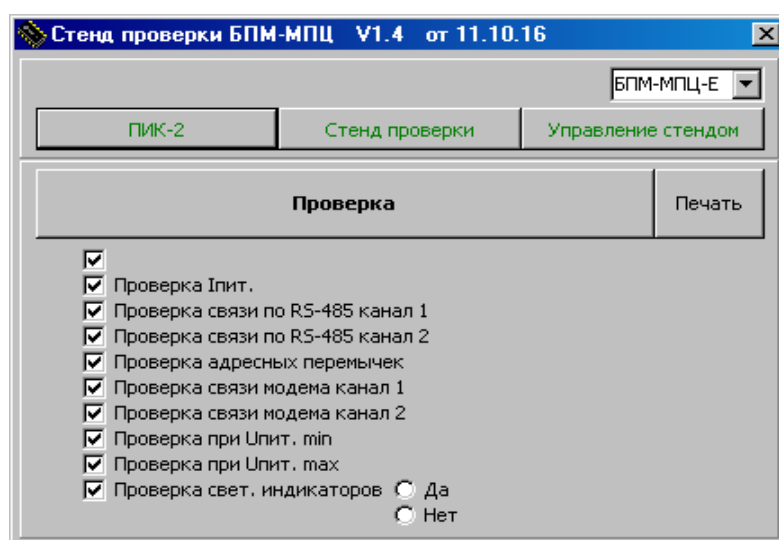 Стенд проверки БПМ-МПЦ V1.4 от 11.10.16
БПМ-МПЦ-Е
ПИК-2 Стенд проверки Управление стендом
Проверка Печать
Проверка Iпит.
Проверка связи по RS-485 канал 1
Проверка связи по RS-485 канал 2
Проверка адресных перемычек
Проверка связи модема канал 1
Проверка связи модема канал 2
Проверка при Uпит. min
Проверка при Uпит. max
Проверка свет. индикаторов Да
Нет